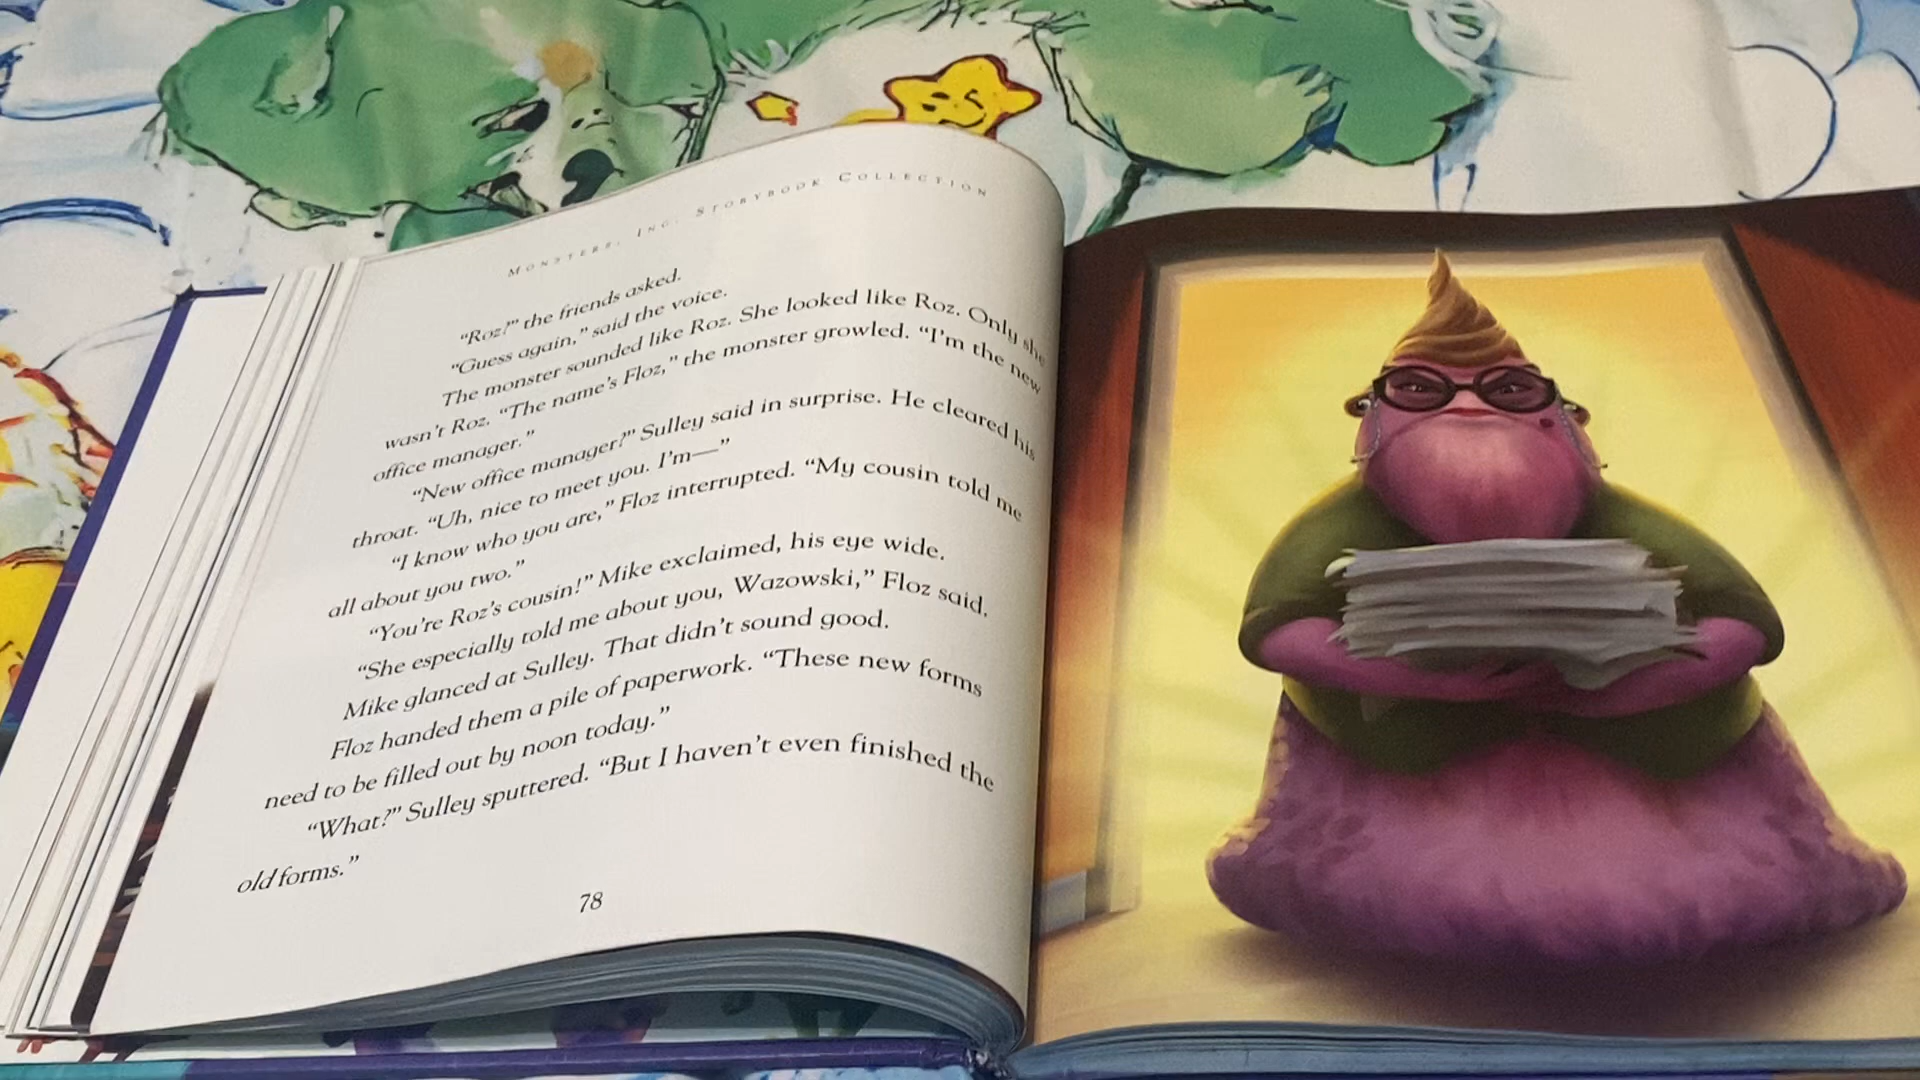 Monsters, Inc. Storybook Collection
“Roz?” the friends asked.
“Guess again,” said the voice.
The monster sounded like Roz. She looked like Roz. Only she
wasn’t Roz. “The name’s Floz,” the monster growled. “I’m the new
office manager.”
“New office manager?” Sulley said in surprise. He cleared his
throat. “Uh, nice to meet you. I’m—”
“I know who you are,” Floz interrupted. “My cousin told me
all about you two.”
“You’re Roz’s cousin!” Mike exclaimed, his eye wide.
“She especially told me about you, Wazowski,” Floz said.
Mike glanced at Sulley. That didn’t sound good.
Floz handed them a pile of paperwork. “These new forms
need to be filled out by noon today.”
“What?” Sulley sputtered. “But I haven’t even finished the
old forms.”
78